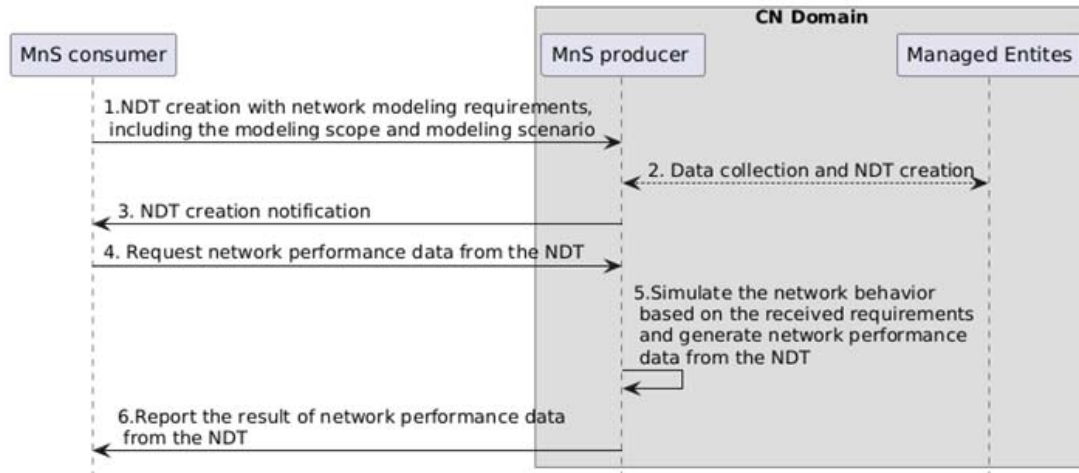 CN Domain
MnS consumer
MnS producer
Managed Entites
1.NDT creation with network modeling requirements,
including the modeling scope and modeling scenario
2. Data collection and NDT creation
3. NDT creation notification
4. Request network performance data from the NDT
5.Simulate the network behavior
based on the received requirements
and generate network performance
data from the NDT
6.Report the result of network performance data
from the NDT